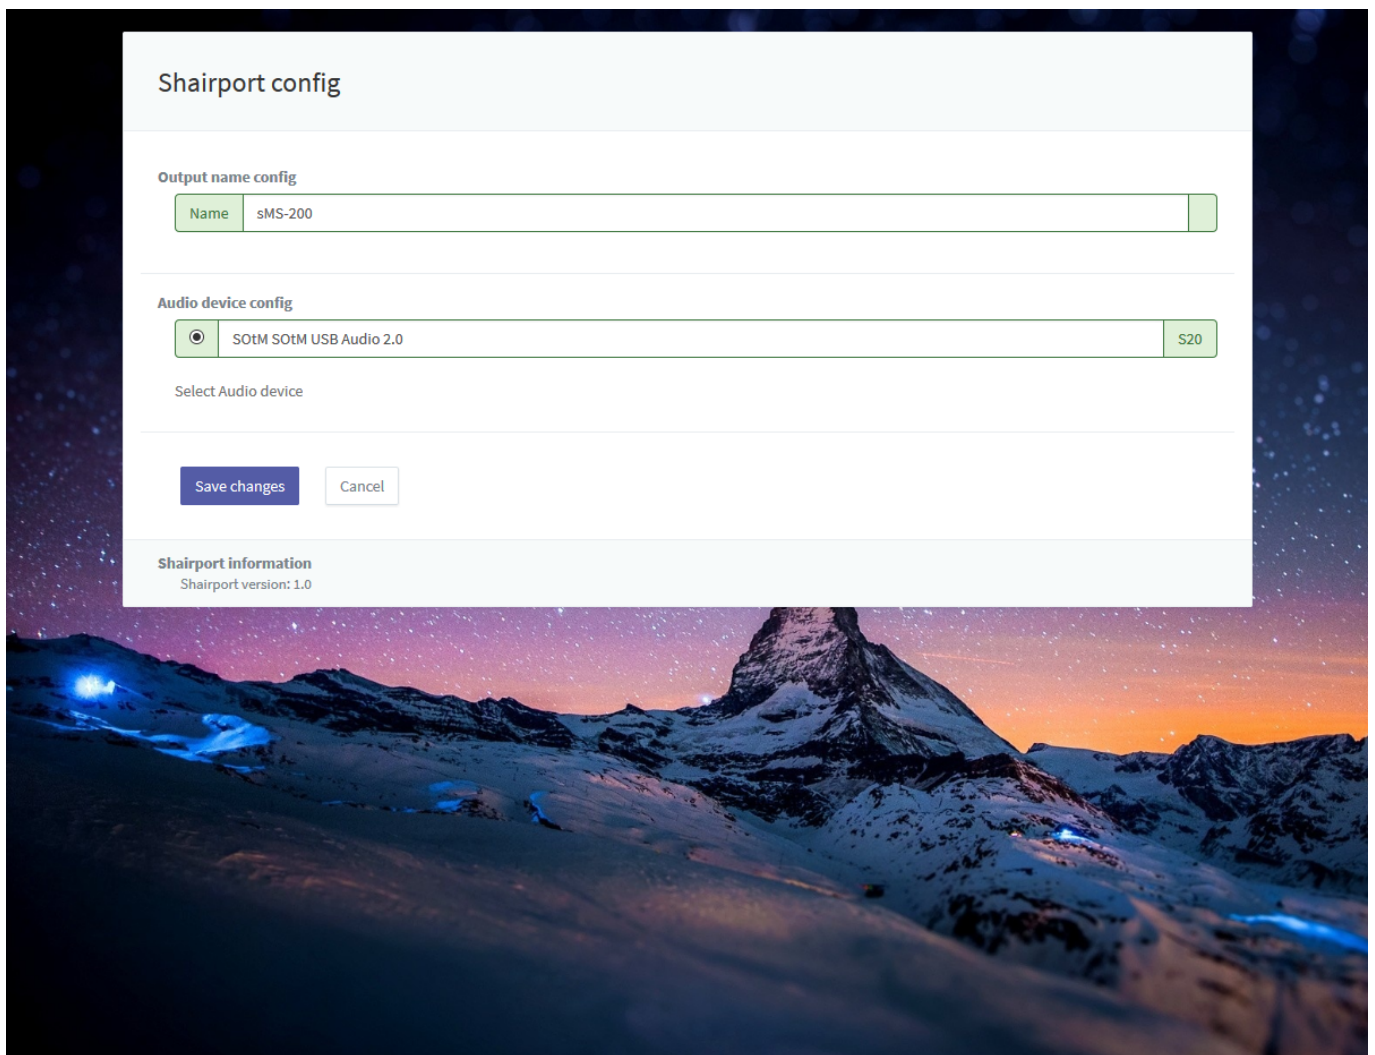 Shairport config
Output name config
Name sMS-200
Audio device config
SOtM SOtM USB Audio 2.0 S20
Select Audio device
Save changes Cancel
Shairport information
Shairport version: 1.0